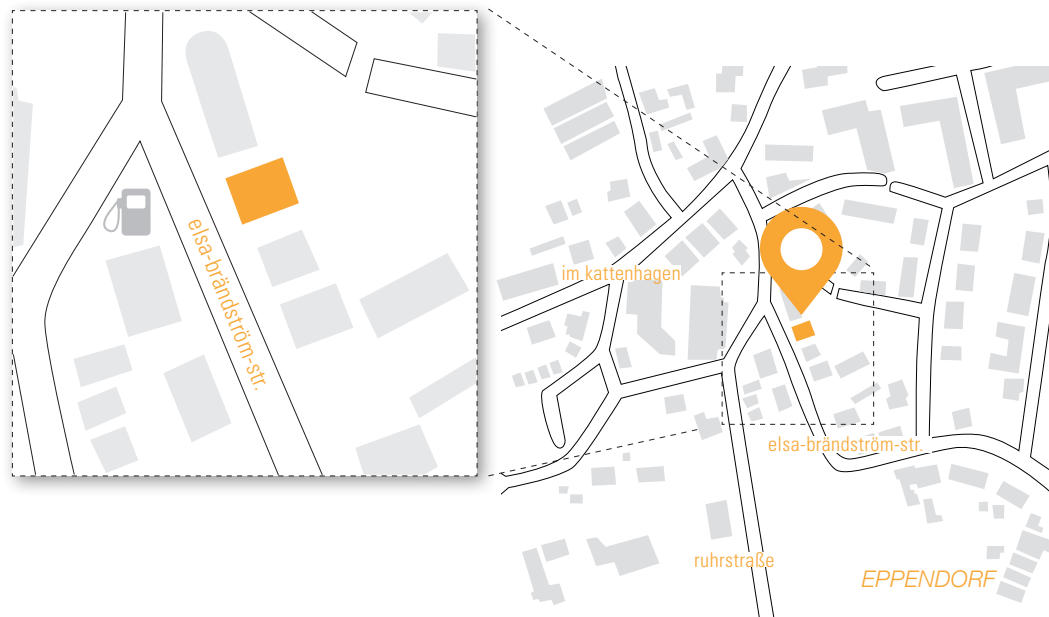 elsa-brändström-str.
im kattenhagen
elsa-brändström-str.
ruhrstraße
EPPENDORF